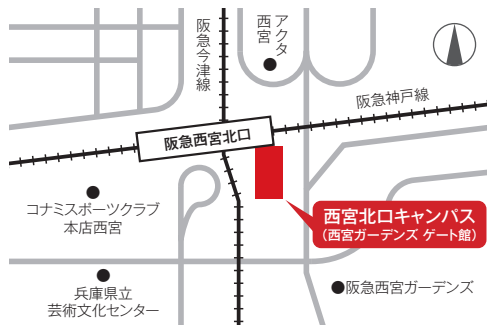 阪急今津線
アクタ
西宮
阪急神戸線
阪急西宮北口
コナミスポーツクラブ
本店西宮
西宮北口キャンパス
(西宮ガーデンズ ゲート館)
兵庫県立
芸術文化センター
阪急西宮ガーデンズ